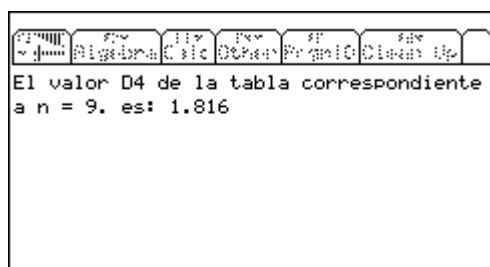 Algebra Calc Other PrgmIO Clean Up
El valor D4 de la tabla correspondiente
a n = 9. es: 1.816